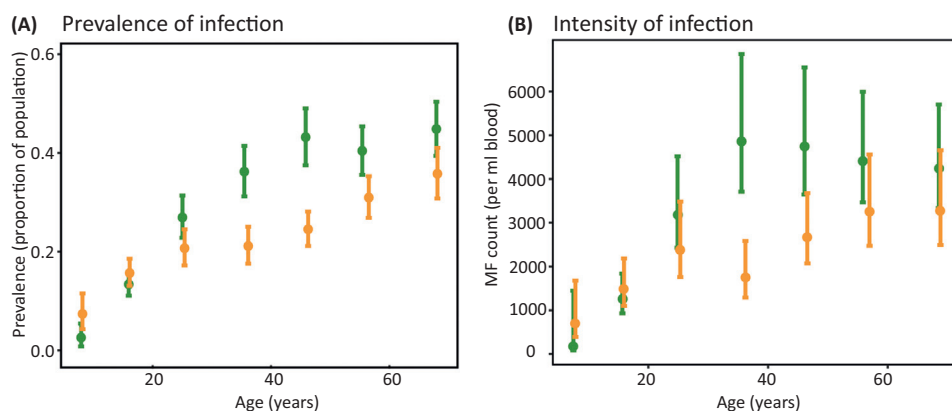 (A) Prevalence of infection
Prevalence (proportion of population)
0.6
0.4
0.2
0.0
20
40
60
Age (years)
(B) Intensity of infection
MF count (per ml blood)
6000
5000
4000
3000
2000
1000
0
20
40
60
Age (years)